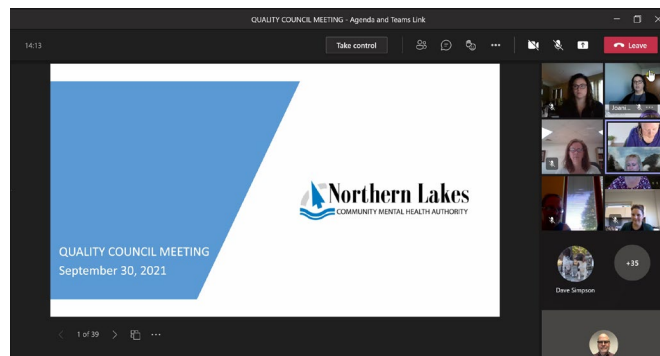 QUALITY COUNCIL MEETING - Agenda and Teams Link
14:13
Take control
Leave
Northern Lakes
COMMUNITY MENTAL HEALTH AUTHORITY
QUALITY COUNCIL MEETING
September 30, 2021
Dave Simpson
+35
1 of 39